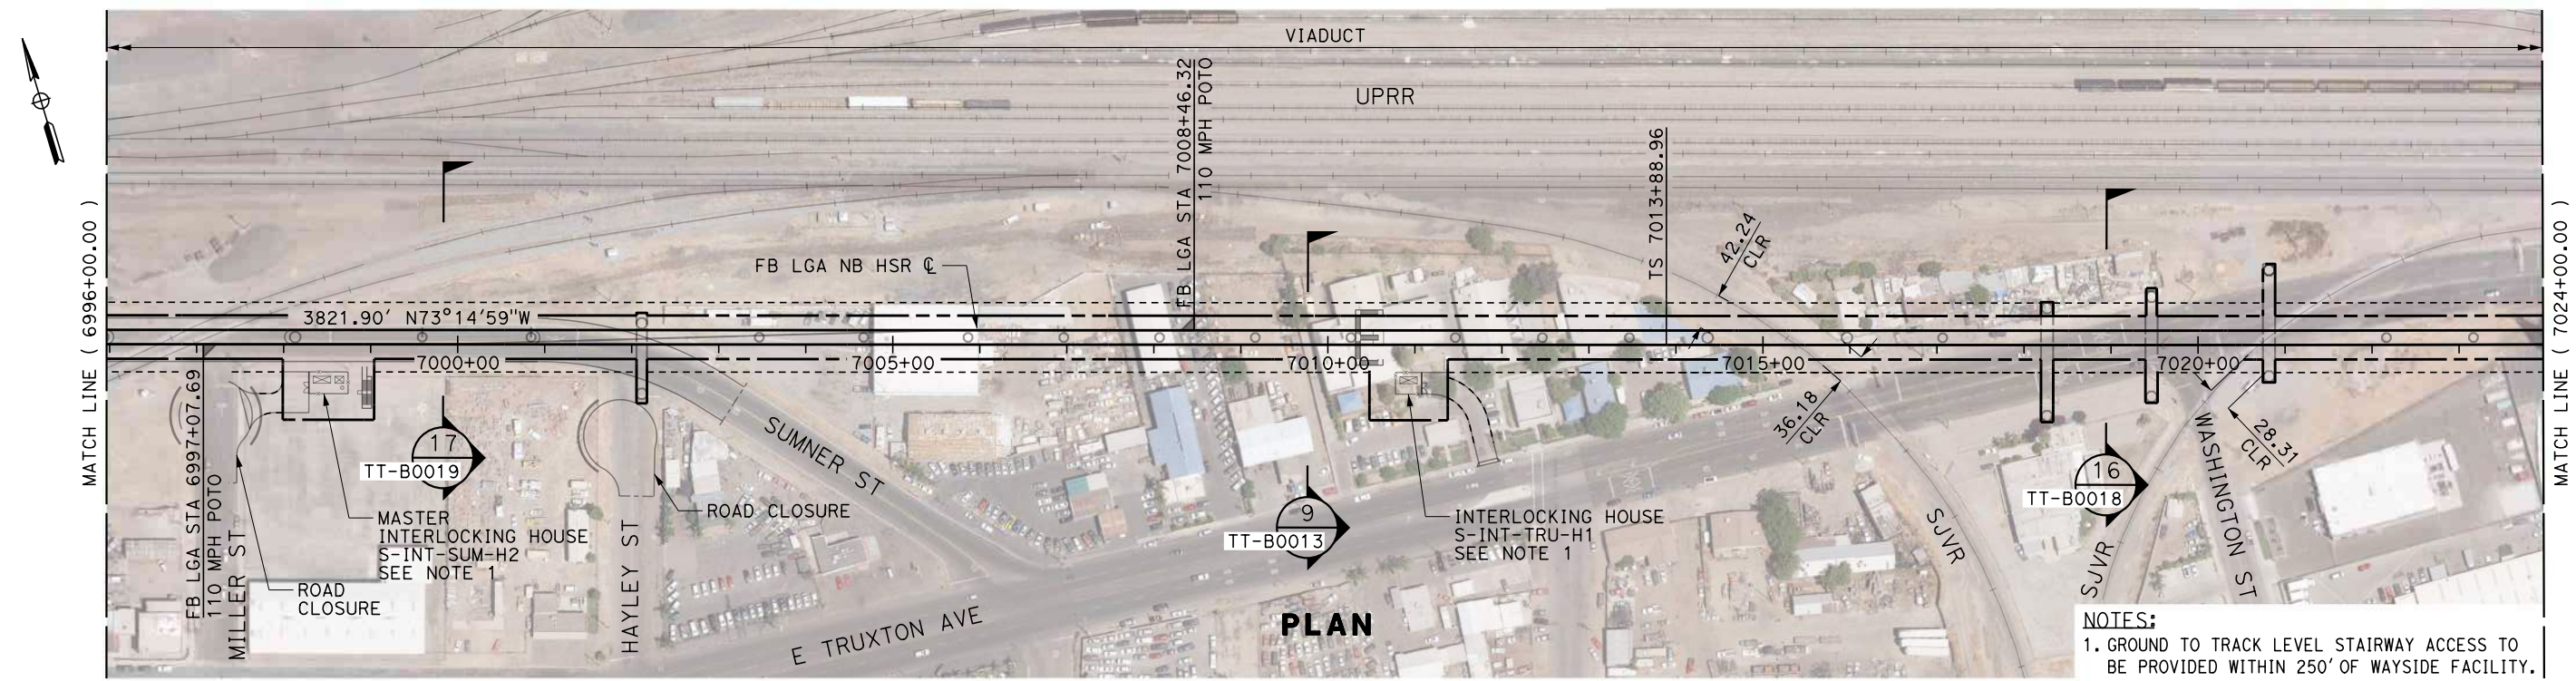 VIADUCT
UPRR
MATCH LINE ( 6996+00.00 )
MATCH LINE ( 7024+00.00 )
FB LGA STA 7008+46.32
110 MPH POTO
TS 7013+88.96
42.24
CLR
FB LGA NB HSR ℄
3821.90' N73°14'59"W
7000+00
7005+00
7010+00
7015+00
7020+00
FB LGA STA 6997+07.69
110 MPH POTO
MILLER ST
ROAD
CLOSURE
MASTER
INTERLOCKING HOUSE
S-INT-SUM-H2
SEE NOTE 1
17
TT-B0019
HAYLEY ST
ROAD CLOSURE
SUMNER ST
E TRUXTON AVE
9
TT-B0013
INTERLOCKING HOUSE
S-INT-TRU-H1
SEE NOTE 1
36.18
CLR
SJVR
16
TT-B0018
SJVR
WASHINGTON ST
28.31
CLR
PLAN
NOTES:
1. GROUND TO TRACK LEVEL STAIRWAY ACCESS TO
BE PROVIDED WITHIN 250' OF WAYSIDE FACILITY.